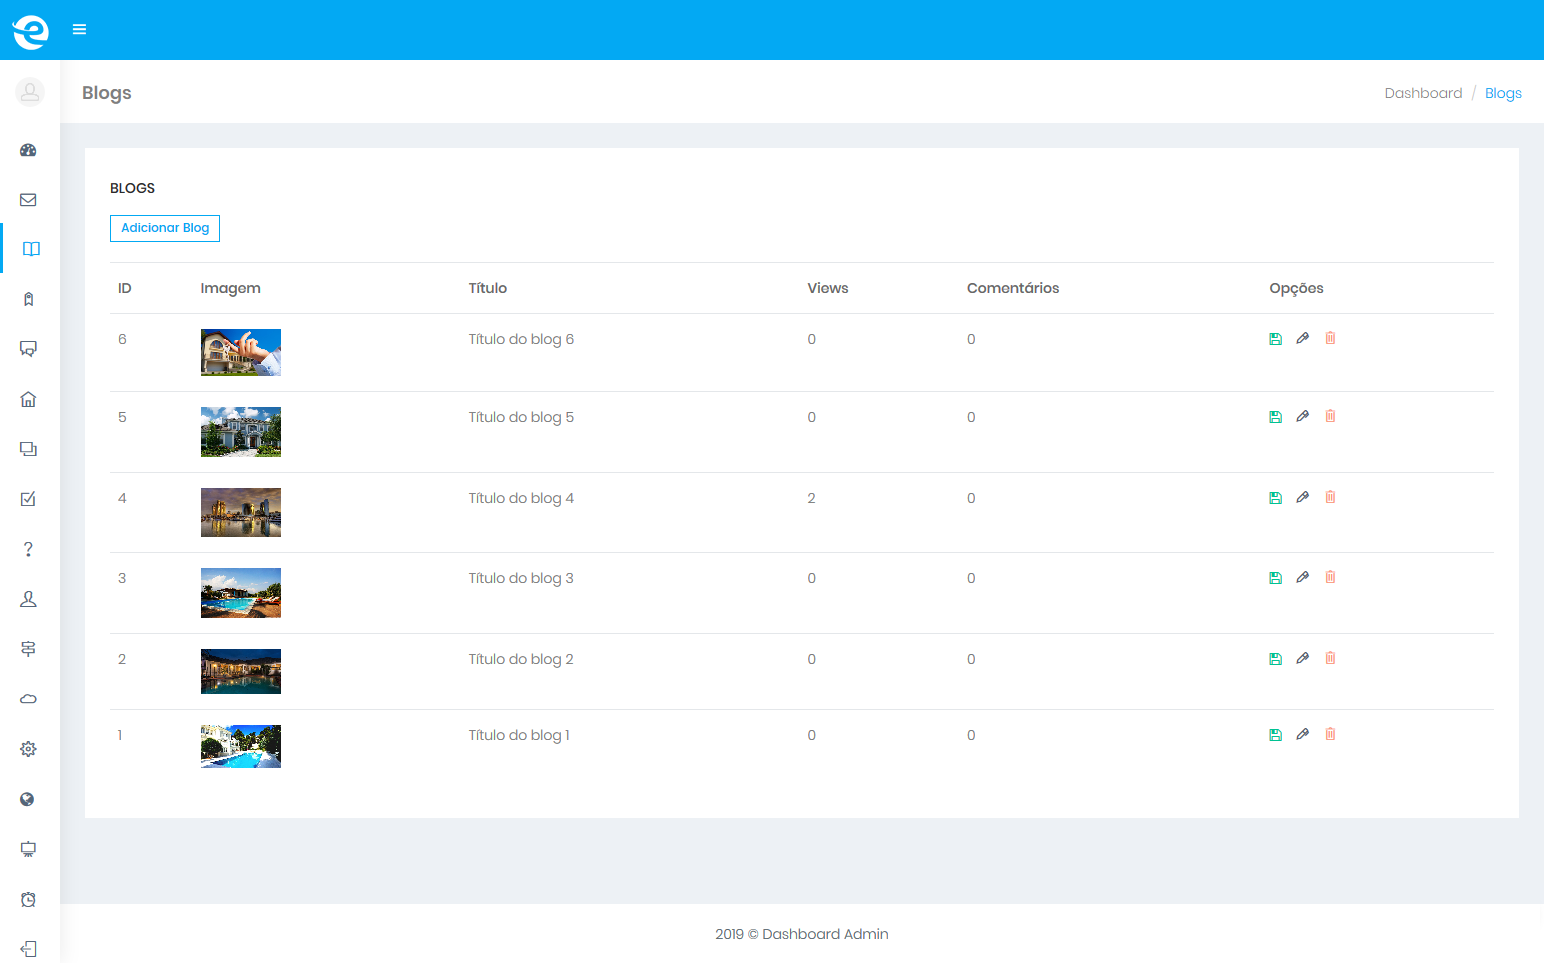 Blogs
Dashboard / Blogs
BLOGS
Adicionar Blog
ID Imagem Título Views Comentários Opções
6 Título do blog 6 0 0
5 Título do blog 5 0 0
4 Título do blog 4 2 0
3 Título do blog 3 0 0
2 Título do blog 2 0 0
1 Título do blog 1 0 0
2019 © Dashboard Admin